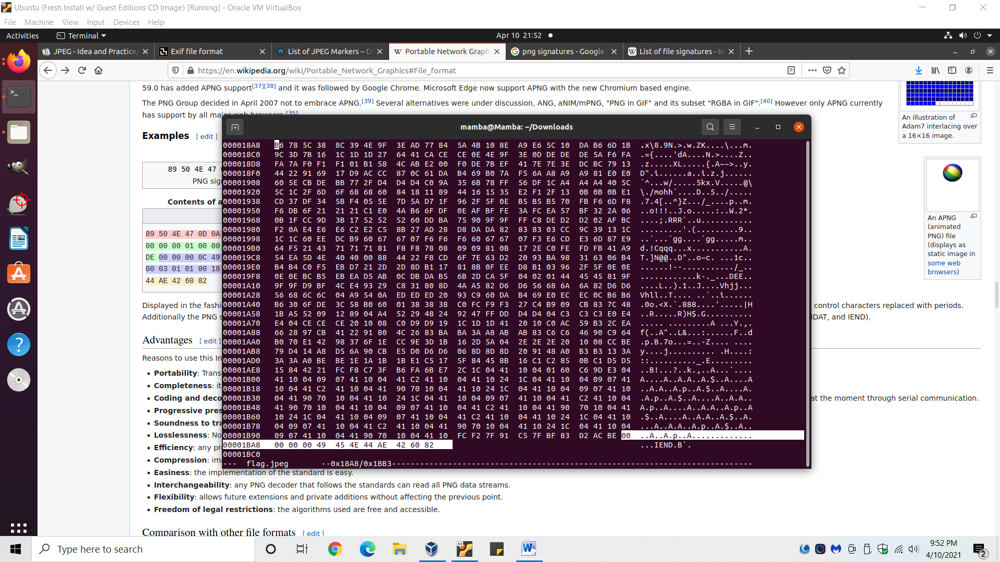 Ubuntu (Fresh Install w/ Guest Editions CD Image) [Running] - Oracle VM VirtualBox
File Machine View Input Devices Help
Activities Terminal Apr 10 21:52
JPEG - Idea and Practice/ Exif file format List of JPEG Markers – D Portable Network Graph png signatures - Google S List of file signatures - W
https://en.wikipedia.org/wiki/Portable_Network_Graphics#File_format
59.0 has added APNG support[37][38] and it was followed by Google Chrome. Microsoft Edge now support APNG with the new Chromium based engine.
The PNG Group decided in April 2007 not to embrace APNG.[39] Several alternatives were under discussion, ANG, aNIM/mPNG, "PNG in GIF" and its subset "RGBA in GIF".[40] However only APNG currently
has support by all major web browsers.[35]
An illustration of
Adam7 interlacing over
a 16×16 image.
Examples [ edit ]
89 50 4E 47
PNG sig
Contents of a
89 50 4E 47 0D 0A
00 00 00 01 00 00
DE 00 00 00 0C 49
00 03 01 01 00 18
44 AE 42 60 82
An APNG
(animated
PNG) file
(displays as
static image in
some web
browsers)
mamba@Mamba: ~/Downloads
000018A8 B6 78 5C 38 8C 39 4E 9F 3E AD 77 84 5A 4B 10 8E A9 E6 5C 10 DA B6 6D 1B .x\8.9N.>.w.ZK....\...m.
000018C0 9C 3D 7B 16 1C 1D 1D 27 64 41 CA CE CE 0E 4E 9F 3E 0D DE DE DE 5A F6 FA .={....'dA....N.>....Z..
000018D8 FA 7A F0 F1 F1 01 B1 58 4C AB E2 00 F0 DE 7B EF 41 7E 7E 3E DC BC 79 13 .z.....XL.....{.A~~>..y.
000018F0 44 22 91 69 17 D9 AC CC 87 0C 61 DA B4 69 B0 7A F5 6A A8 A9 A9 81 E0 E0 D".i......a..i.z.j......
00001908 60 5E CB DE BB 77 2F D4 D4 D4 C0 9A 35 6B 78 FF 56 DF 1C A4 A4 A4 40 5C `^...w/.....5kx.V.....@\
00001920 5C 1C 2F 6D 6F 68 68 60 84 18 11 89 44 16 15 35 E2 F1 2F 13 0B 0B 0B E1 \./mohh`....D..5../.....
00001938 CD 37 DF 34 5B F4 05 5E 7D 5A D7 1F 96 2F 5F 0E B5 B5 B5 70 FB F6 6D F8 .7.4[..^}Z.../_....p..m.
00001950 F6 DB 6F 21 21 21 C1 E0 4A B6 6F DF 0E AF BF FE 3A FC EA 57 BF 32 2A 06 ..o!!!..J.o.....:..W.2*.
00001968 0B 1F CC 9D 3B 17 52 52 52 60 DD BA 75 90 9F 9F FF C8 DE D2 D2 02 AF BC ....;.RRR`..u...........
00001980 F2 0A E4 E6 E6 C2 E2 C5 8B 27 AD 28 D8 DA DA 82 83 83 03 CC 9C 39 13 1C .........'.(.........9..
00001998 1C 1C 60 EE DC B9 60 67 67 07 F6 F6 F6 60 67 67 07 F3 E6 CD E3 6D 87 E9 ..`...`gg....`gg.....m..
000019B0 64 F5 21 43 71 71 71 81 F8 F8 78 08 09 09 81 0B 17 2E C0 FE FD FB 41 A9 d.!Cqqq...x...........A.
000019C8 54 EA 5D 4E 40 40 00 88 44 22 F8 CD 6F 7E 63 D2 20 93 BA 98 31 63 06 B4 T.]N@@..D"..o~c. ...1c..
000019E0 B4 B4 C0 F5 EB D7 21 2D 2D 8D B1 17 81 8B 0F EE D8 B1 03 96 2F 5F 0E 0E ......!--.........../_..
000019F8 0E 0E BC B5 EB EA D5 AB 0C DB DA B5 6B 2D CA 5F 04 02 01 44 45 45 81 9F ............k-._...DEE..
00001A10 9F 9F D9 BF 4C E4 93 29 C8 31 80 8D 4A A5 82 D6 D6 56 68 6A 6A 82 D6 D6 ....L..).1..J....Vhjj...
00001A28 56 68 6C 6C 04 A9 54 0A ED ED ED 20 93 C9 60 DA B4 69 E0 EC EC 0C B6 B6 Vhll..T.... ..`..i......
00001A40 B6 30 6F DE 3C 58 B0 60 01 38 38 38 C0 FC F9 F3 27 C4 B9 09 CB 83 7C 48 .0o.<X.`.888....'.....|H
00001A58 1B A5 52 09 12 89 04 A4 52 29 48 24 92 47 FF DD D4 D4 04 C3 C3 C3 E0 E4 ..R.....R)H$.G..........
00001A70 E4 04 CE CE CE 20 10 08 C0 D9 D9 19 1C 1D 1D 41 20 10 C0 AC 59 B3 2C EA ..... .........A ...Y.,.
00001A88 66 28 97 CB 41 22 91 80 4C 26 83 BA BA 3A A8 AB AB 83 C6 C6 46 90 C9 64 f(..A"..L&...:......F..d
00001AA0 B0 70 E1 42 98 37 6F 1E CC 9E 3D 1B 16 2D 5A 04 2E 2E 2E 20 10 08 CC BE .p.B.7o...=..-Z.... ....
00001AB8 79 D4 14 A8 D5 6A 90 CB E5 D0 D6 D6 06 8D 8D 8D 20 91 48 A0 B3 B3 13 3A y....j.......... .H....:
00001AD0 3A 3A A0 BE BE 1E 1A 1B 1B E1 C5 17 5F 84 45 8B 16 C1 C2 85 0B C1 D5 D5 ::.........._.E.........
00001AE8 15 84 42 21 FC F8 C7 3F B6 FA 6B E7 2C 1C 04 41 10 04 01 60 C6 9D E3 04 ..B!...?..k.,..A...`....
00001B00 41 10 04 09 07 41 10 04 41 C2 41 10 04 41 10 24 1C 04 41 10 04 09 07 41 A....A..A.A..A.$..A....A
00001B18 10 04 41 C2 41 10 04 41 90 70 10 04 41 10 24 1C 04 41 10 04 09 07 41 10 ..A.A..A.p..A.$..A....A.
00001B30 04 41 90 70 10 04 41 10 24 1C 04 41 10 04 09 07 41 10 04 41 C2 41 10 04 .A.p..A.$..A....A..A.A..
00001B48 41 90 70 10 04 41 10 04 09 07 41 10 04 41 C2 41 10 04 41 90 70 10 04 41 A.p..A....A..A.A..A.p..A
00001B60 10 24 1C 04 41 10 04 09 07 41 10 04 41 C2 41 10 04 41 10 24 1C 04 41 10 .$..A....A..A.A..A.$..A.
00001B78 04 09 07 41 10 04 41 C2 41 10 04 41 90 70 10 04 41 10 24 1C 04 41 10 04 ...A..A.A..A.p..A.$..A..
00001B90 09 07 41 10 04 41 90 70 10 04 41 10 FC F2 7F 91 C5 7F BF 83 D2 AC BE 00 ..A..A.p..A.............
00001BA8 00 00 00 49 45 4E 44 AE 42 60 82 ...IEND.B`.
00001BC0
--- flag.jpeg --0x18A8/0x1BB3---
Displayed in the fashi control characters replaced with periods.
Additionally the PNG s IDAT, and IEND).
Advantages [ edit ]
Reasons to use this In
• Portability: Trans
• Completeness: it
• Coding and deco at the moment through serial communication.
• Progressive pres
• Soundness to tra
• Losslessness: No
• Efficiency: any pr
• Compression: ima
• Easiness: the implementation of the standard is easy.
• Interchangeability: any PNG decoder that follows the standards can read all PNG data streams.
• Flexibility: allows future extensions and private additions without affecting the previous point.
• Freedom of legal restrictions: the algorithms used are free and accessible.
Comparison with other file formats [ edit ]
Type here to search
9:52 PM
4/10/2021
2